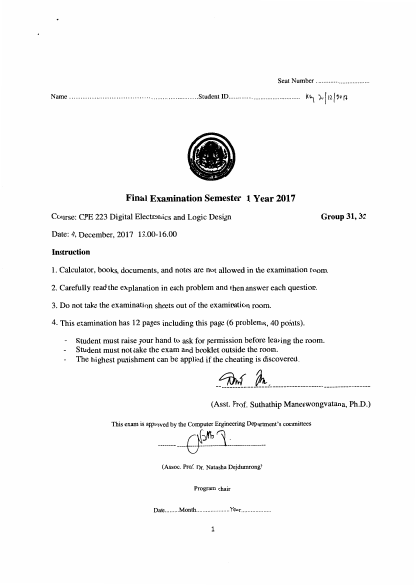 Seat Number ............................
Name ..........................................................Student ID................................
Final Examination Semester 1 Year 2017
Course: CPE 223 Digital Electronics and Logic Design Group 31, 32
Date: 4, December, 2017 13.00-16.00
Instruction
1. Calculator, books, documents, and notes are not allowed in the examination room.
2. Carefully read the explanation in each problem and then answer each question.
3. Do not take the examination sheets out of the examination room.
4. This examination has 12 pages including this page (6 problems, 40 points).
- Student must raise your hand to ask for permission before leaving the room.
- Student must not take the exam and booklet outside the room.
- The highest punishment can be applied if the cheating is discovered.
(Asst. Prof. Suthathip Maneewongvatana, Ph.D.)
This exam is approved by the Computer Engineering Department's committees
(Assoc. Prof. Dr. Natasha Dejdumrong)
Program chair
Date.......Month..................Year................
1